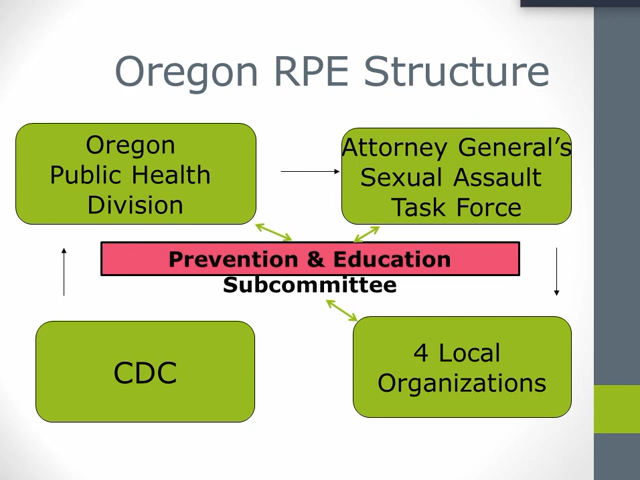 Oregon RPE Structure
Oregon
Public Health
Division
Attorney General's
Sexual Assault
Task Force
Prevention & Education
Subcommittee
CDC
4 Local
Organizations